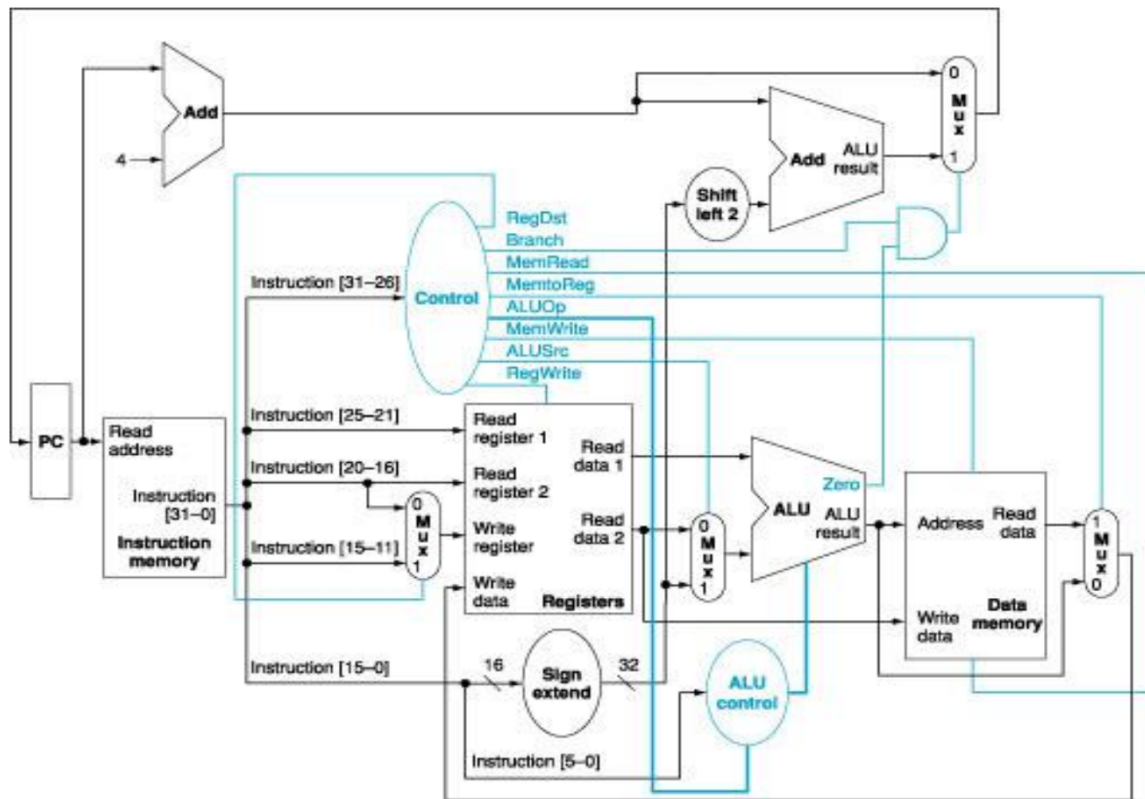 Add
4
0
Mux
1
Add
ALU
result
Shift
left 2
RegDst
Branch
MemRead
MemtoReg
ALUOp
MemWrite
ALUSrc
RegWrite
Control
Instruction [31–26]
Instruction [25–21]
Instruction [20–16]
Instruction [15–11]
Instruction [15–0]
Instruction [5–0]
PC
Read
address
Instruction
[31–0]
Instruction
memory
0
Mux
1
Read
register 1
Read
register 2
Write
register
Write
data
Read
data 1
Read
data 2
Registers
16
Sign
extend
32
0
Mux
1
Zero
ALU
ALU
result
ALU
control
Address
Read
data
Write
data
Data
memory
1
Mux
0